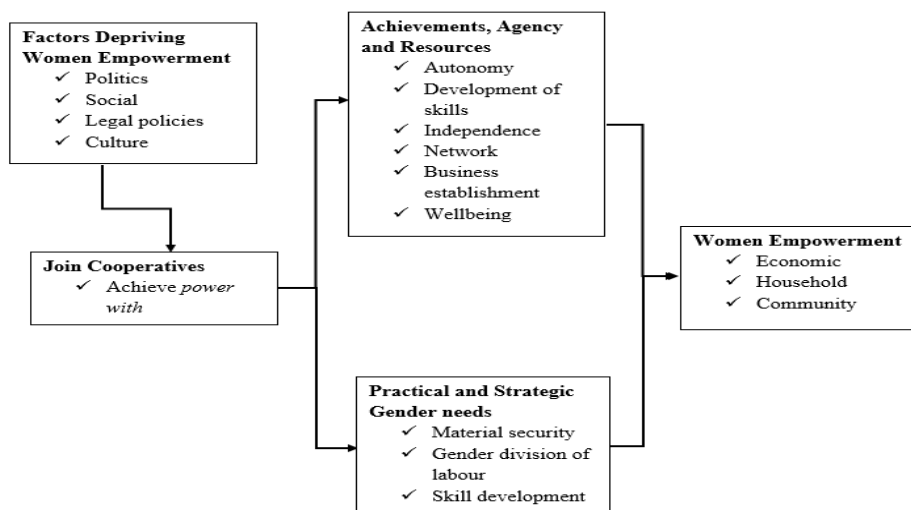 Factors Depriving
Women Empowerment
✓ Politics
✓ Social
✓ Legal policies
✓ Culture
Join Cooperatives
✓ Achieve power
with
Achievements, Agency
and Resources
✓ Autonomy
✓ Development of
skills
✓ Independence
✓ Network
✓ Business
establishment
✓ Wellbeing
Practical and Strategic
Gender needs
✓ Material security
✓ Gender division of
labour
✓ Skill development
Women Empowerment
✓ Economic
✓ Household
✓ Community